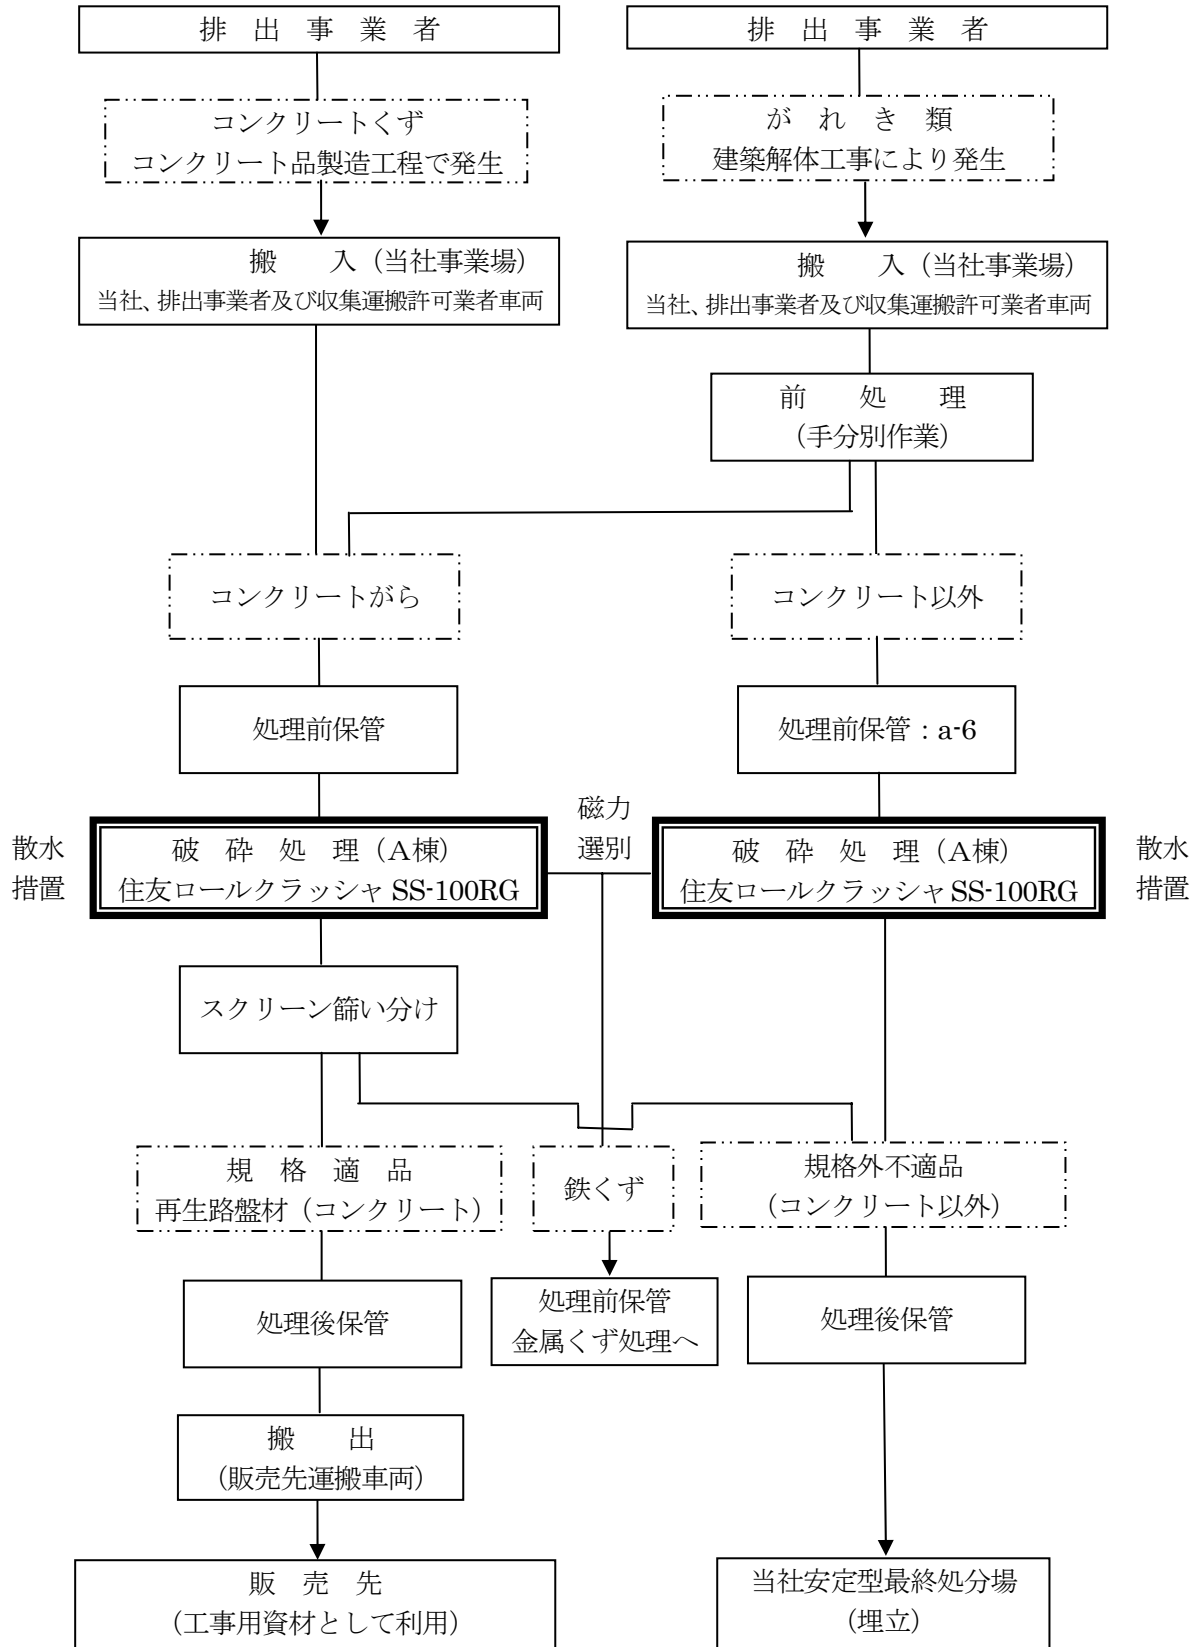 排 出 事 業 者
排 出 事 業 者
コンクリートくず
コンクリート品製造工程で発生
が れ き 類
建築解体工事により発生
搬 入（当社事業場）
当社、排出事業者及び収集運搬許可業者車両
搬 入（当社事業場）
当社、排出事業者及び収集運搬許可業者車両
前 処 理
（手分別作業）
コンクリートがら
コンクリート以外
処理前保管
処理前保管：a-6
散水
措置
破 砕 処 理（A棟）
住友ロールクラッシャ SS-100RG
磁力
選別
破 砕 処 理（A棟）
住友ロールクラッシャ SS-100RG
散水
措置
スクリーン篩い分け
規 格 適 品
再生路盤材（コンクリート）
鉄くず
規格外不適品
（コンクリート以外）
処理後保管
処理前保管
金属くず処理へ
処理後保管
搬 出
（販売先運搬車両）
販 売 先
（工事用資材として利用）
当社安定型最終処分場
（埋立）